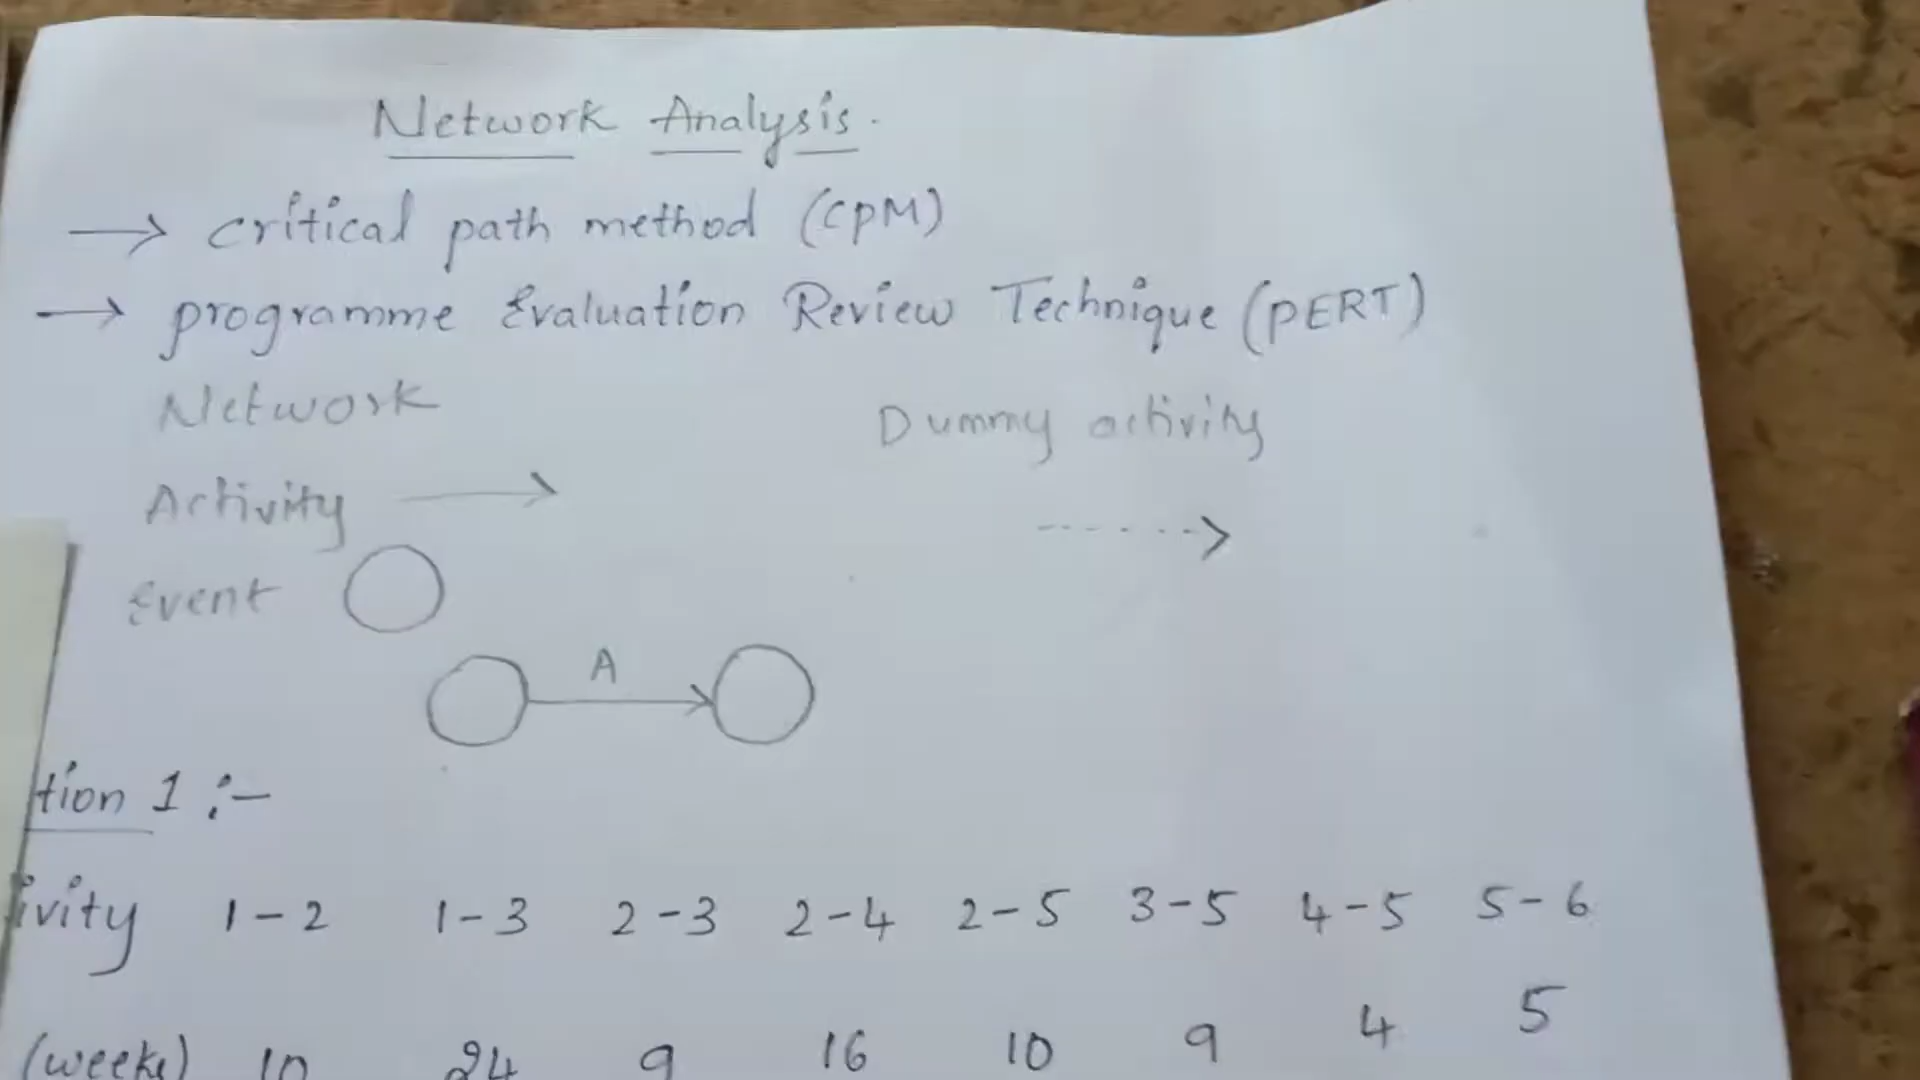 Network Analysis.
→ critical path method (CPM)
→ programme Evaluation Review Technique (PERT)
Network
Dummy activity
Activity
Event
A
tion 1 :-
ivity 1-2 1-3 2-3 2-4 2-5 3-5 4-5 5-6
(weeks) 10 24 9 16 10 9 4 5